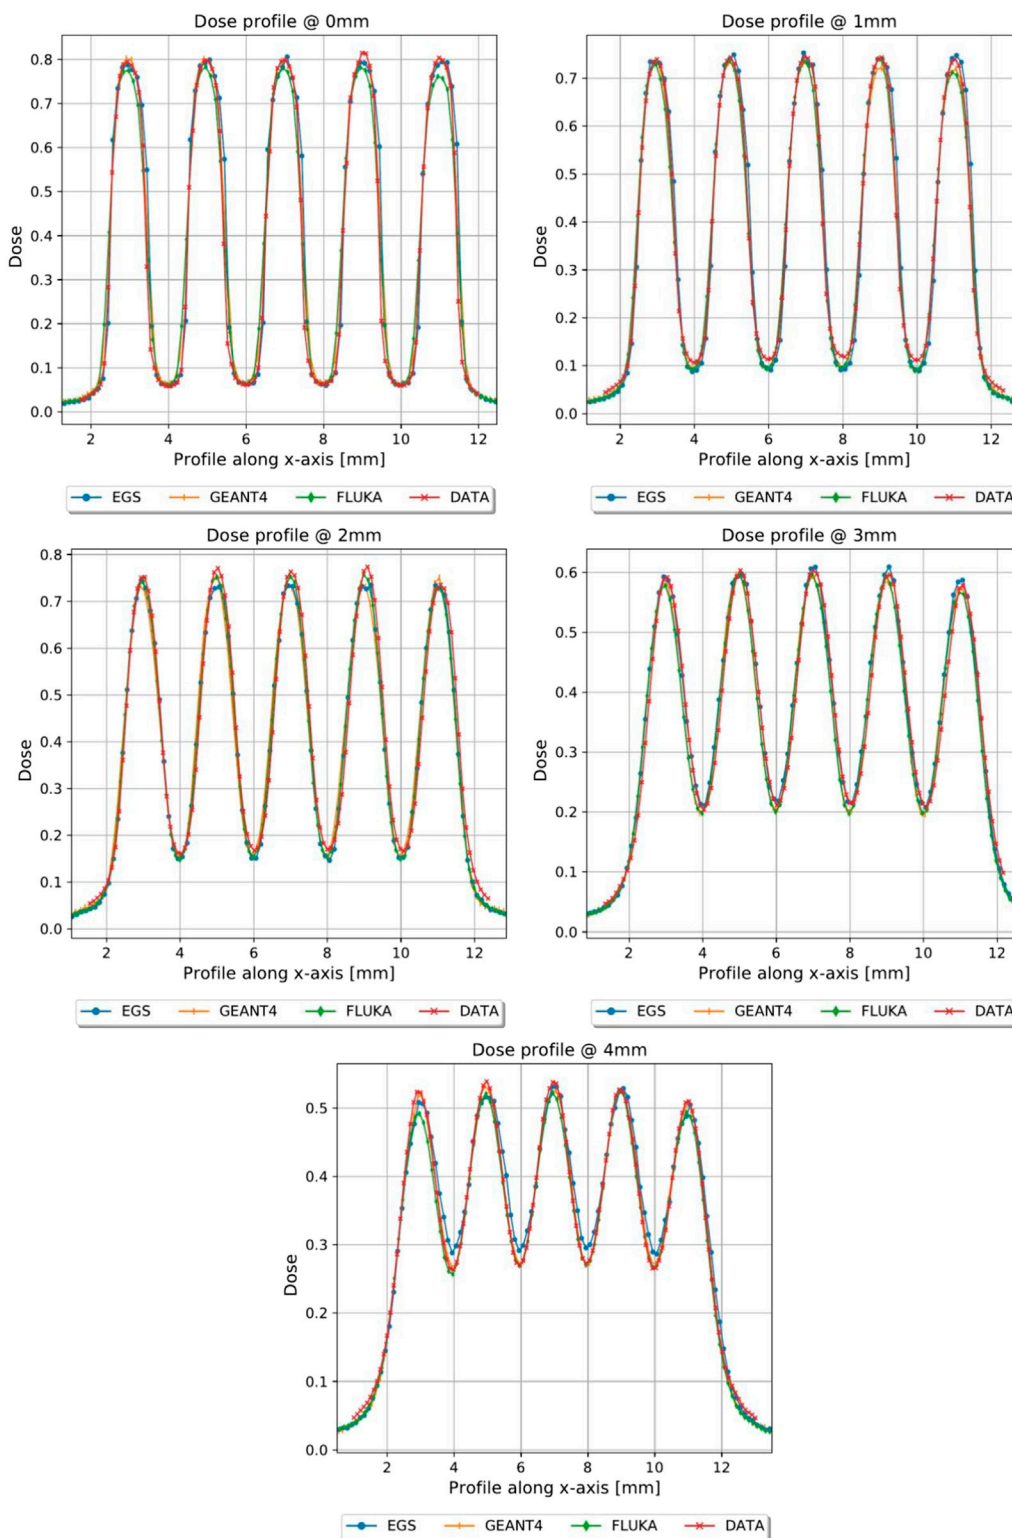 Dose profile @ 0mm
0.8
0.7
0.6
0.5
0.4
0.3
0.2
0.1
0.0
Dose
2 4 6 8 10 12
Profile along x-axis [mm]
EGS GEANT4 FLUKA DATA
Dose profile @ 1mm
0.7
0.6
0.5
0.4
0.3
0.2
0.1
0.0
Dose
2 4 6 8 10 12
Profile along x-axis [mm]
EGS GEANT4 FLUKA DATA
Dose profile @ 2mm
0.8
0.7
0.6
0.5
0.4
0.3
0.2
0.1
0.0
Dose
2 4 6 8 10 12
Profile along x-axis [mm]
EGS GEANT4 FLUKA DATA
Dose profile @ 3mm
0.6
0.5
0.4
0.3
0.2
0.1
0.0
Dose
2 4 6 8 10 12
Profile along x-axis [mm]
EGS GEANT4 FLUKA DATA
Dose profile @ 4mm
0.5
0.4
0.3
0.2
0.1
0.0
Dose
2 4 6 8 10 12
Profile along x-axis [mm]
EGS GEANT4 FLUKA DATA